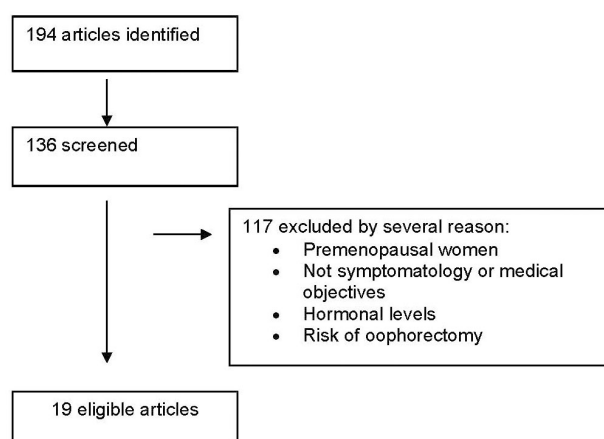 194 articles identified
136 screened
117 excluded by several reason:
• Premenopausal women
• Not symptomatology or medical
objectives
• Hormonal levels
• Risk of oophorectomy
19 eligible articles